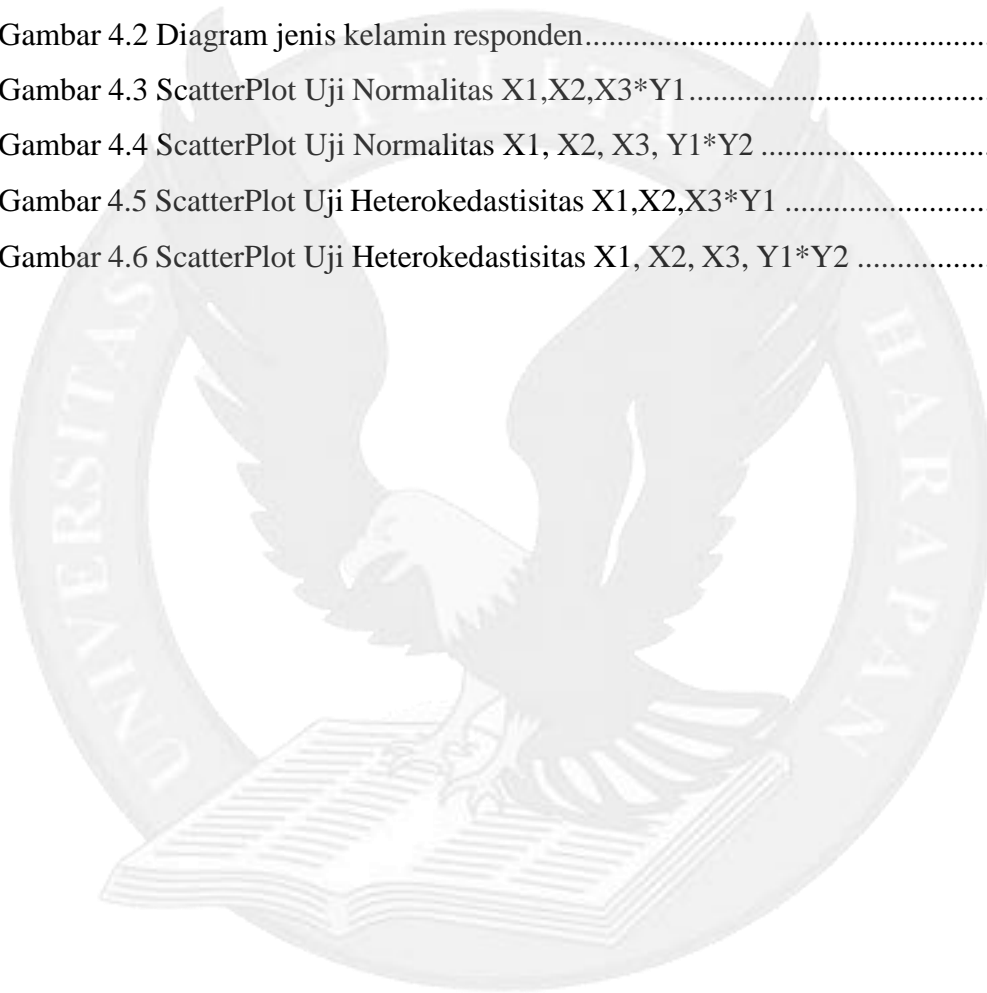 Gambar 4.2 Diagram jenis kelamin responden.......................................................
Gambar 4.3 ScatterPlot Uji Normalitas X1,X2,X3*Y1.........................................
Gambar 4.4 ScatterPlot Uji Normalitas X1, X2, X3, Y1*Y2 ...............................
Gambar 4.5 ScatterPlot Uji Heterokedastisitas X1,X2,X3*Y1 ............................
Gambar 4.6 ScatterPlot Uji Heterokedastisitas X1, X2, X3, Y1*Y2 ..................
UNIVERSITAS PELITA HARAPAN